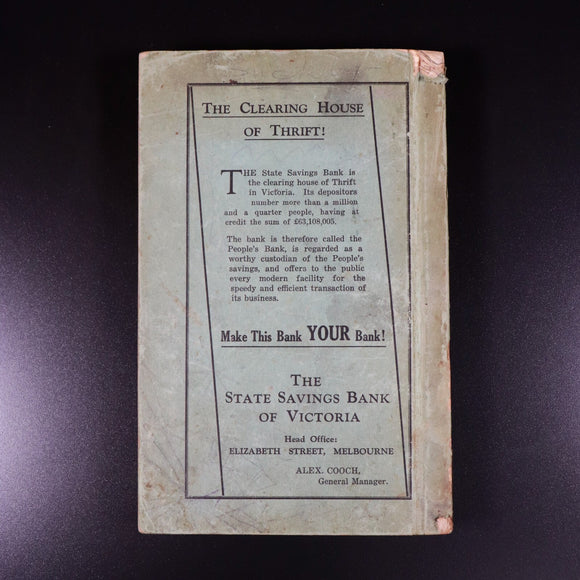 THE CLEARING HOUSE
OF THRIFT!
THE State Savings Bank is
the clearing house of Thrift
in Victoria. Its depositors
number more than a million
and a quarter people, having at
credit the sum of £63,108,005.
The bank is therefore called the
People's Bank, is regarded as a
worthy custodian of the People's
savings, and offers to the public
every modern facility for the
speedy and efficient transaction of
its business.
Make This Bank YOUR Bank!
THE
STATE SAVINGS BANK
OF VICTORIA
Head Office:
ELIZABETH STREET, MELBOURNE
ALEX. COOCH,
General Manager.